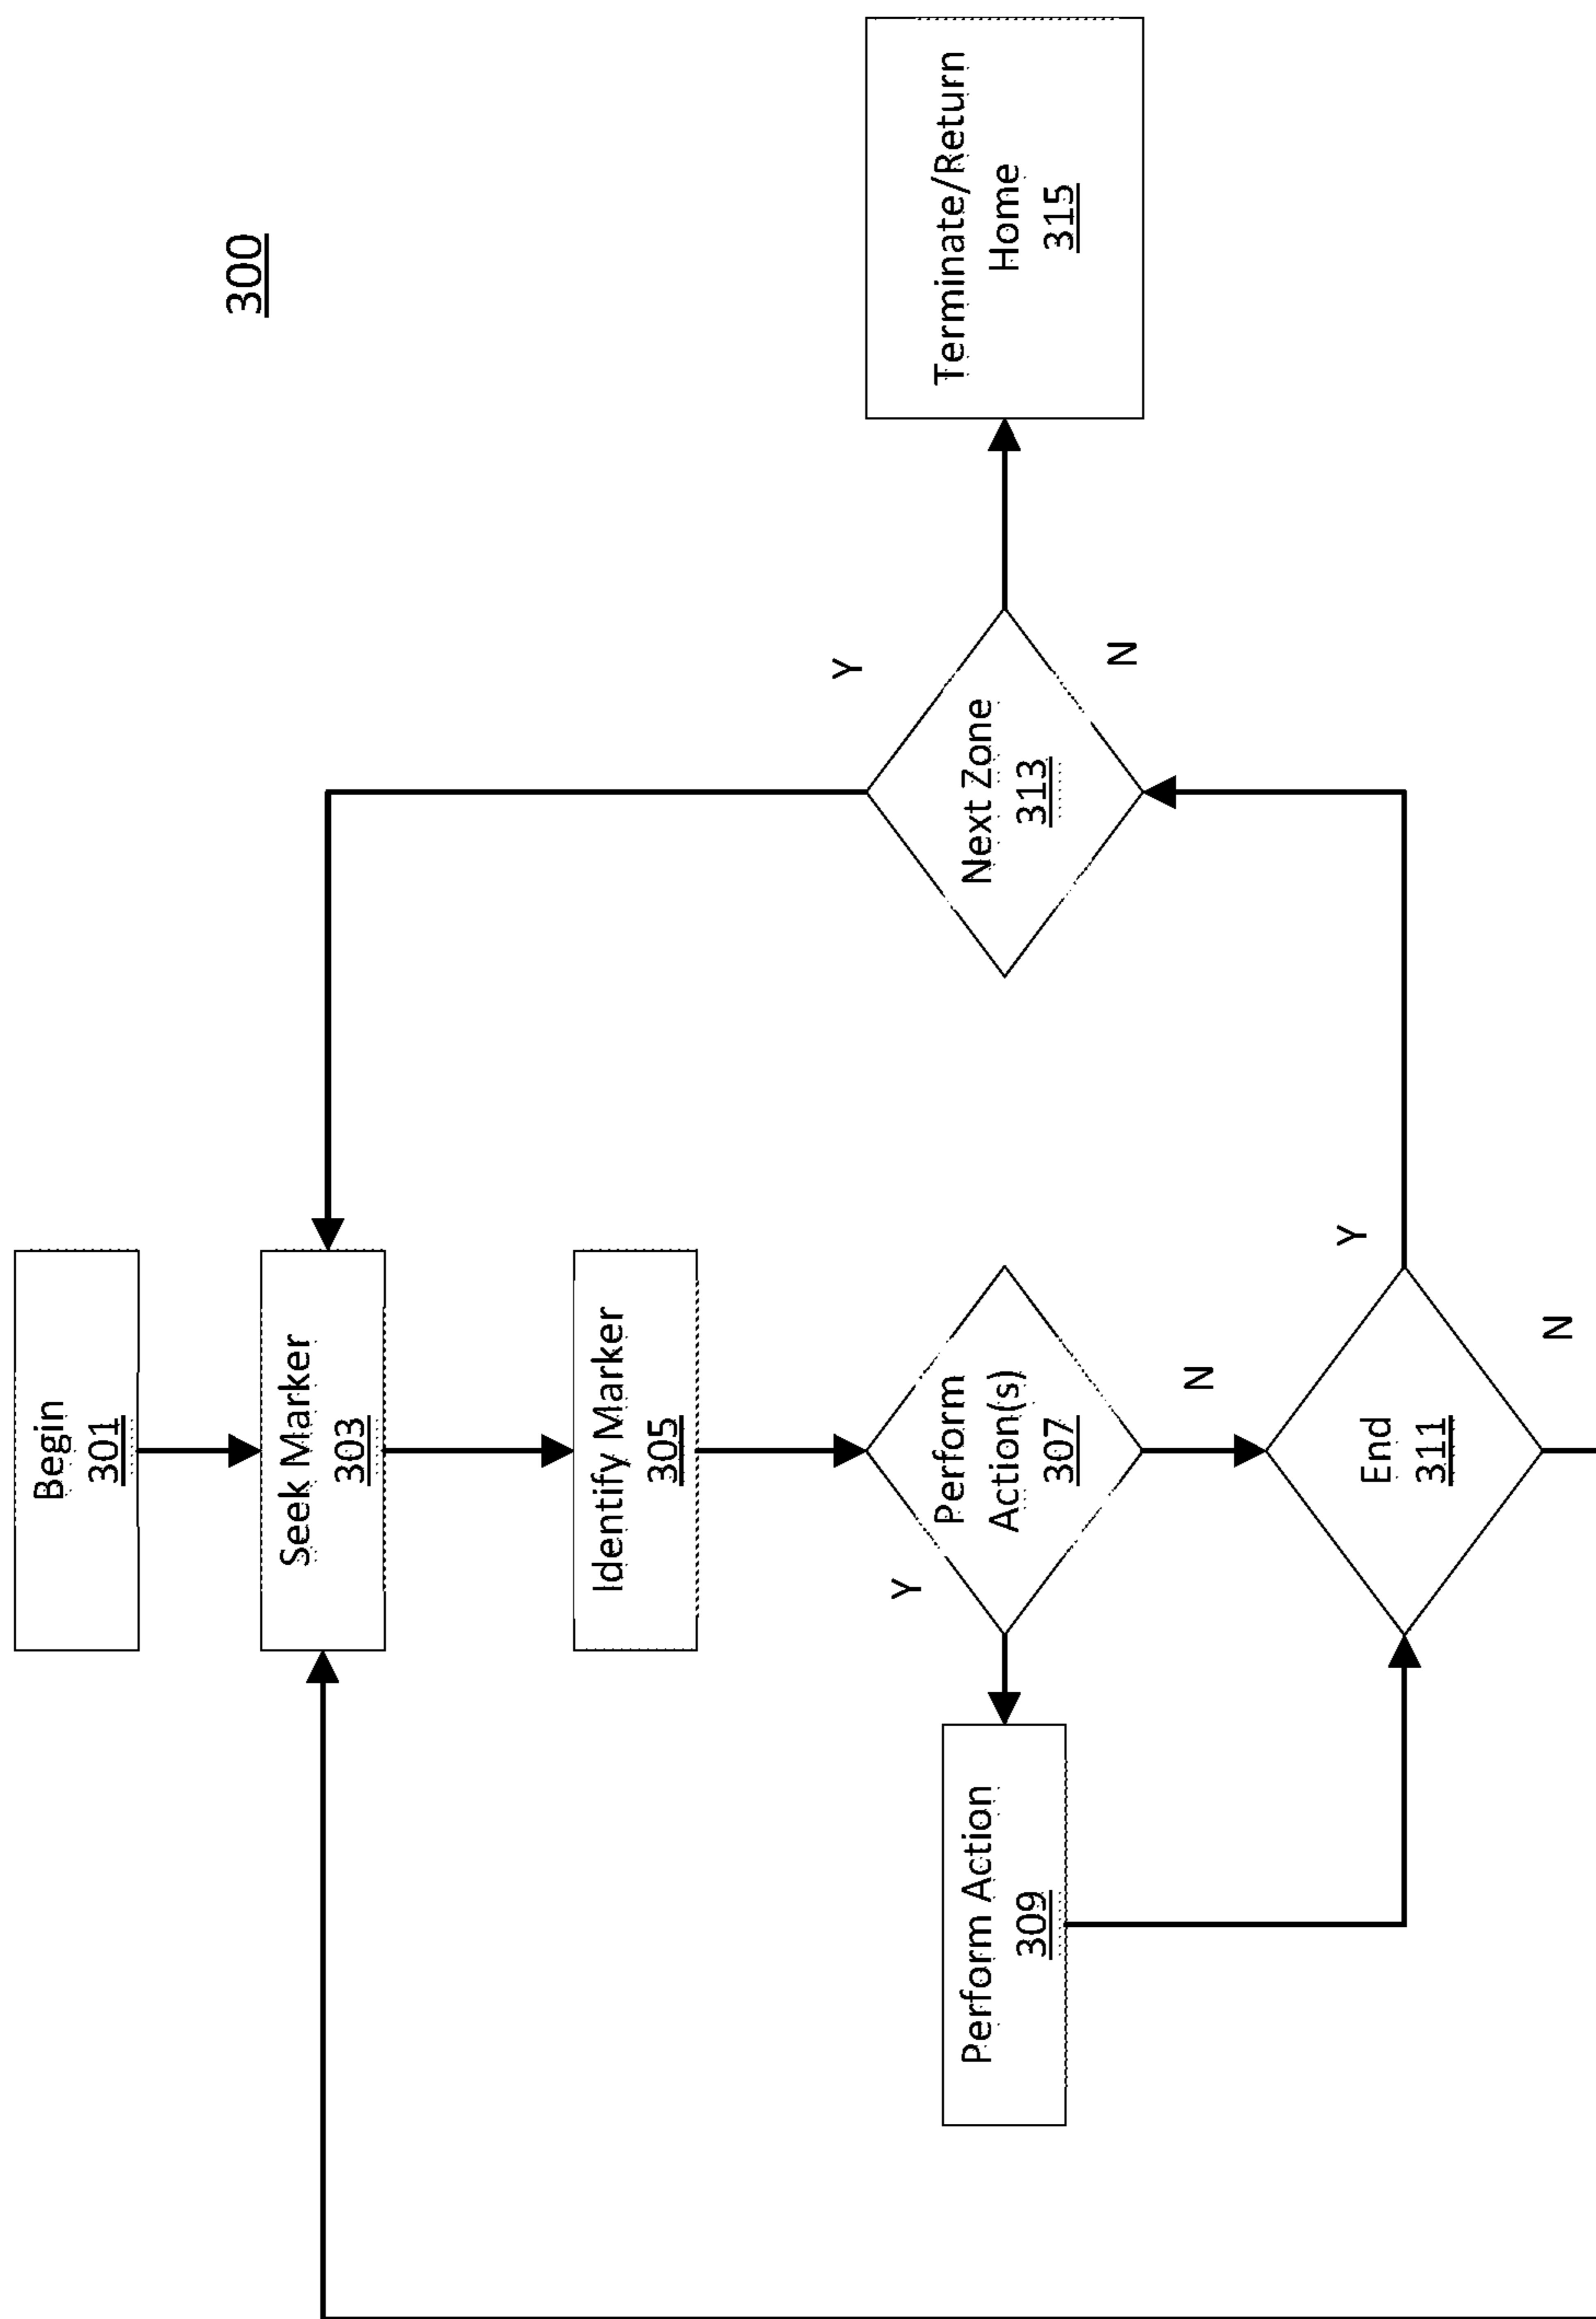 300
Begin
301
Seek Marker
303
Identify Marker
305
Perform
Action(s)
307
Y
N
Perform Action
309
End
311
Y
N
Next Zone
313
Y
N
Terminate/Return
Home
315